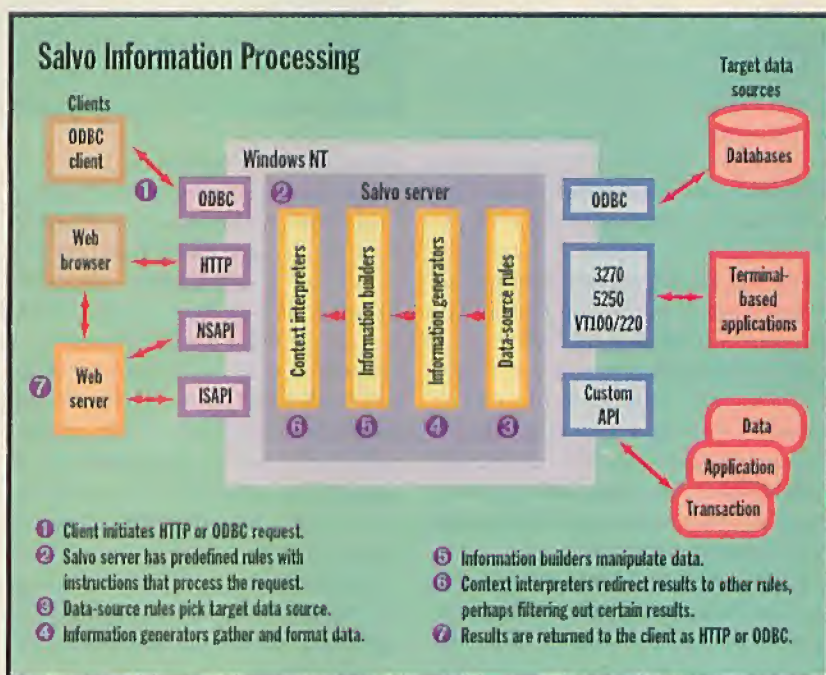 Salvo Information Processing
Clients
ODBC
client
Web
browser
Web
server
Windows NT
ODBC
HTTP
NSAPI
ISAPI
Salvo server
Context interpreters
Information builders
Information generators
Data-source rules
ODBC
3270
5250
VT100/220
Custom
API
Target data
sources
Databases
Terminal-
based
applications
Data
Application
Transaction
1
2
7
6
5
4
3
1 Client initiates HTTP or ODBC request.
2 Salvo server has predefined rules with
instructions that process the request.
3 Data-source rules pick target data source.
4 Information generators gather and format data.
5 Information builders manipulate data.
6 Context interpreters redirect results to other rules,
perhaps filtering out certain results.
7 Results are returned to the client as HTTP or ODBC.